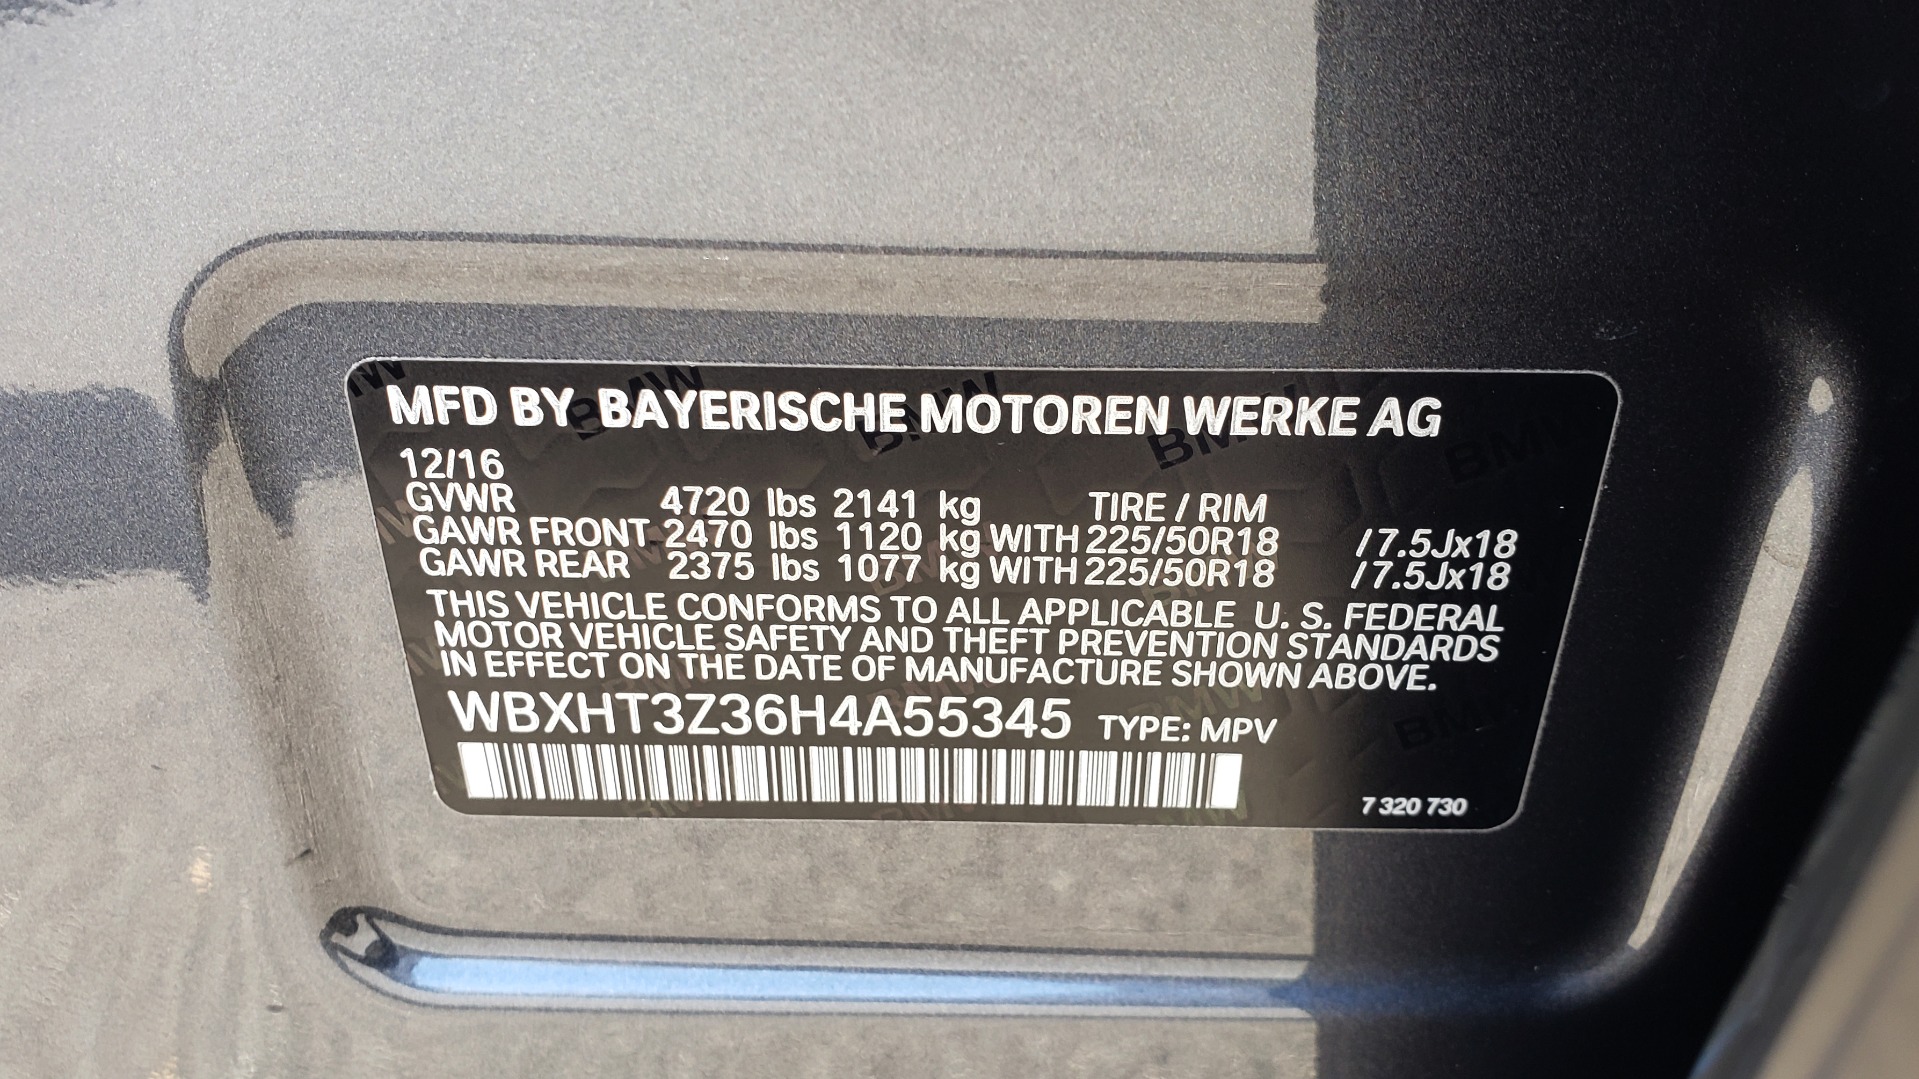 MFD BY BAYERISCHE MOTOREN WERKE AG
12/16
GVWR 4720 lbs 2141 kg TIRE / RIM
GAWR FRONT 2470 lbs 1120 kg WITH 225/50R18 /7.5Jx18
GAWR REAR 2375 lbs 1077 kg WITH 225/50R18 /7.5Jx18
THIS VEHICLE CONFORMS TO ALL APPLICABLE U. S. FEDERAL
MOTOR VEHICLE SAFETY AND THEFT PREVENTION STANDARDS
IN EFFECT ON THE DATE OF MANUFACTURE SHOWN ABOVE.
WBXHT3Z36H4A55345 TYPE: MPV
7 320 730